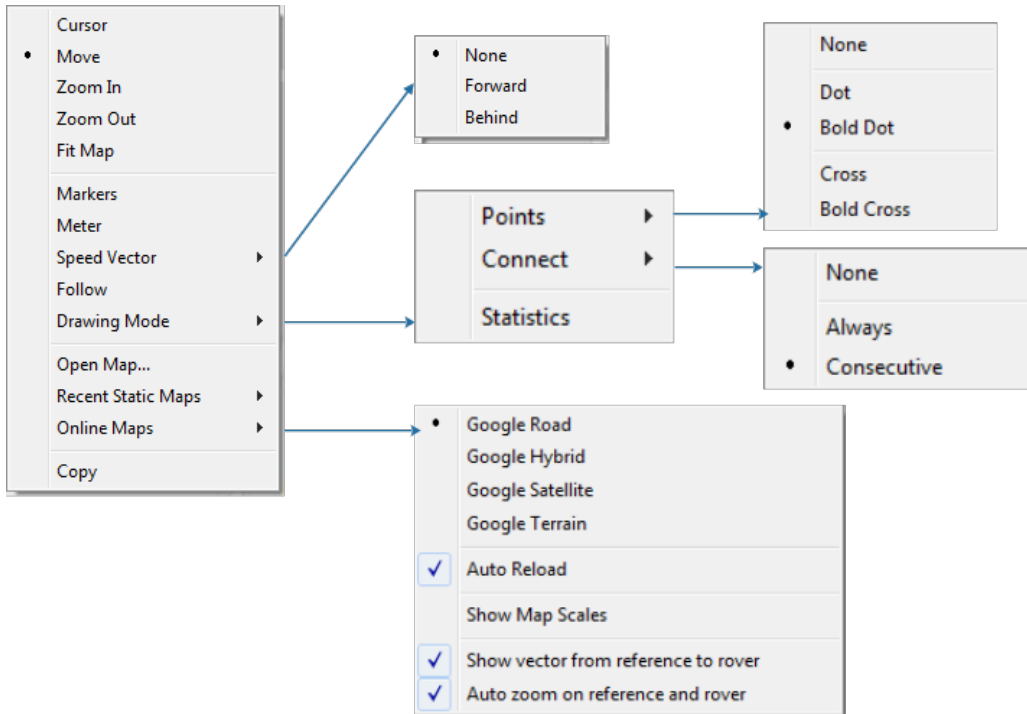 Cursor
Move
Zoom In
Zoom Out
Fit Map
Markers
Meter
Speed Vector
Follow
Drawing Mode
Open Map...
Recent Static Maps
Online Maps
Copy
None
Forward
Behind
Points
Connect
Statistics
None
Dot
Bold Dot
Cross
Bold Cross
None
Always
Consecutive
Google Road
Google Hybrid
Google Satellite
Google Terrain
Auto Reload
Show Map Scales
Show vector from reference to rover
Auto zoom on reference and rover